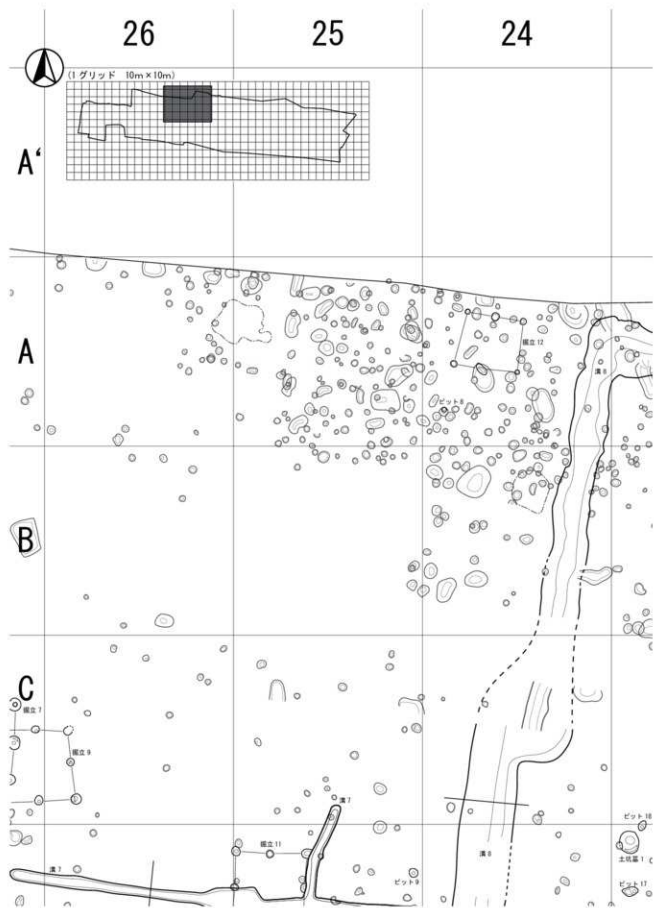 26 25 24
(1グリッド 10m×10m)
A'
A
掘立12
溝8
ピット8
B
C
掘立7
掘立9
溝7
ピット18
掘立11
溝8
土坑墓1
溝7
ピット9
ピット17